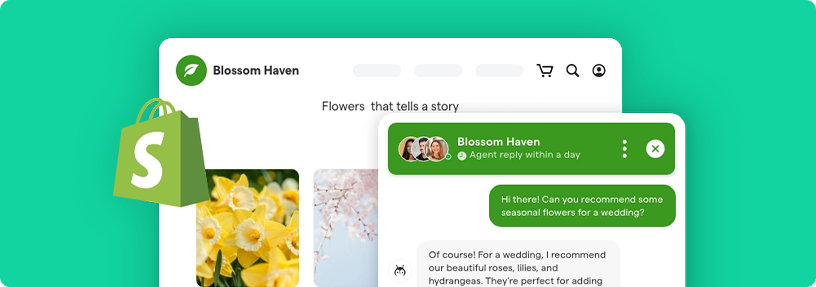 Blossom Haven
Flowers that tells a story
S
Blossom Haven
Agent reply within a day
Hi there! Can you recommend some
seasonal flowers for a wedding?
Of course! For a wedding, I recommend
our beautiful roses, lilies, and
hydrangeas. They're perfect for adding